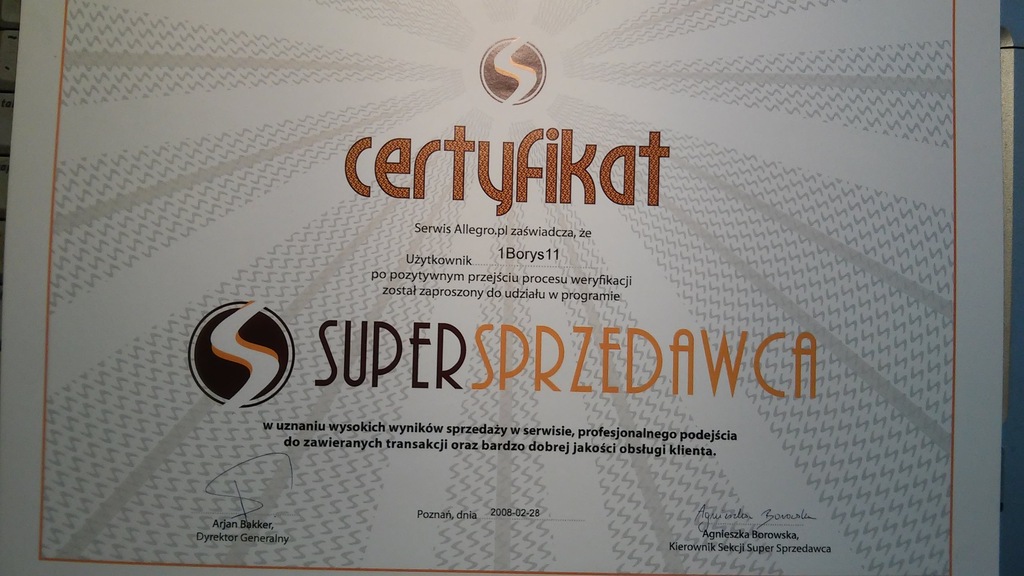 certyfikat
Serwis Allegro.pl zaświadcza, że
Użytkownik 1Borys11
po pozytywnym przejściu procesu weryfikacji
został zaproszony do udziału w programie
SUPERSPRZEDAWCA
w uznaniu wysokich wyników sprzedaży w serwisie, profesjonalnego podejścia
do zawieranych transakcji oraz bardzo dobrej jakości obsługi klienta.
Poznań, dnia 2008-02-28
Arjan Bakker,
Dyrektor Generalny
Agnieszka Borowska
Agnieszka Borowska,
Kierownik Sekcji Super Sprzedawca